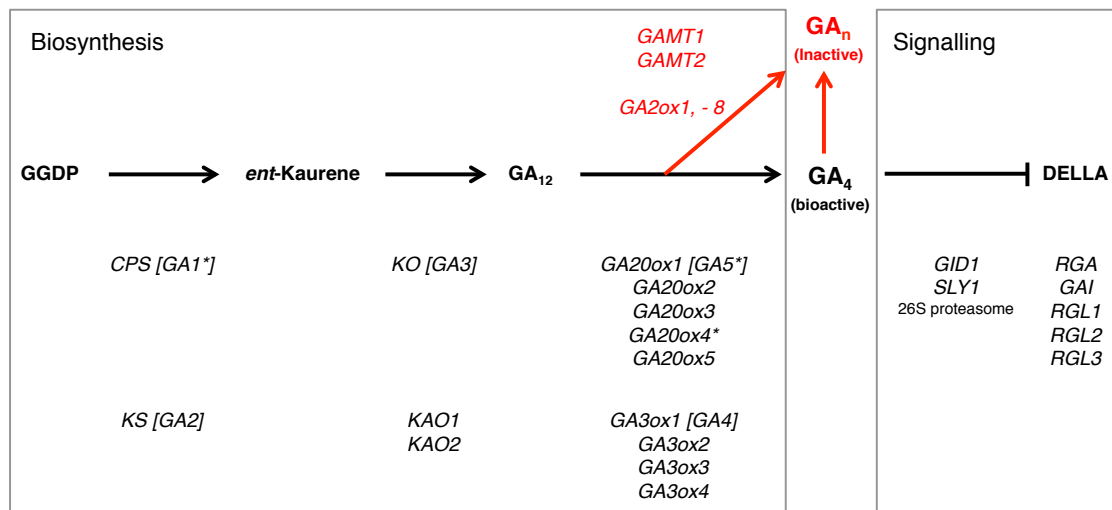 Biosynthesis
GAMT1
GAMT2
GA2ox1, - 8
GAn
(Inactive)
Signalling
GGDP
ent-Kaurene
GA12
GA4
(bioactive)
DELLA
CPS [GA1*]
KO [GA3]
GA20ox1 [GA5*]
GA20ox2
GA20ox3
GA20ox4*
GA20ox5
GID1
SLY1
26S proteasome
RGA
GAI
RGL1
RGL2
RGL3
KS [GA2]
KAO1
KAO2
GA3ox1 [GA4]
GA3ox2
GA3ox3
GA3ox4